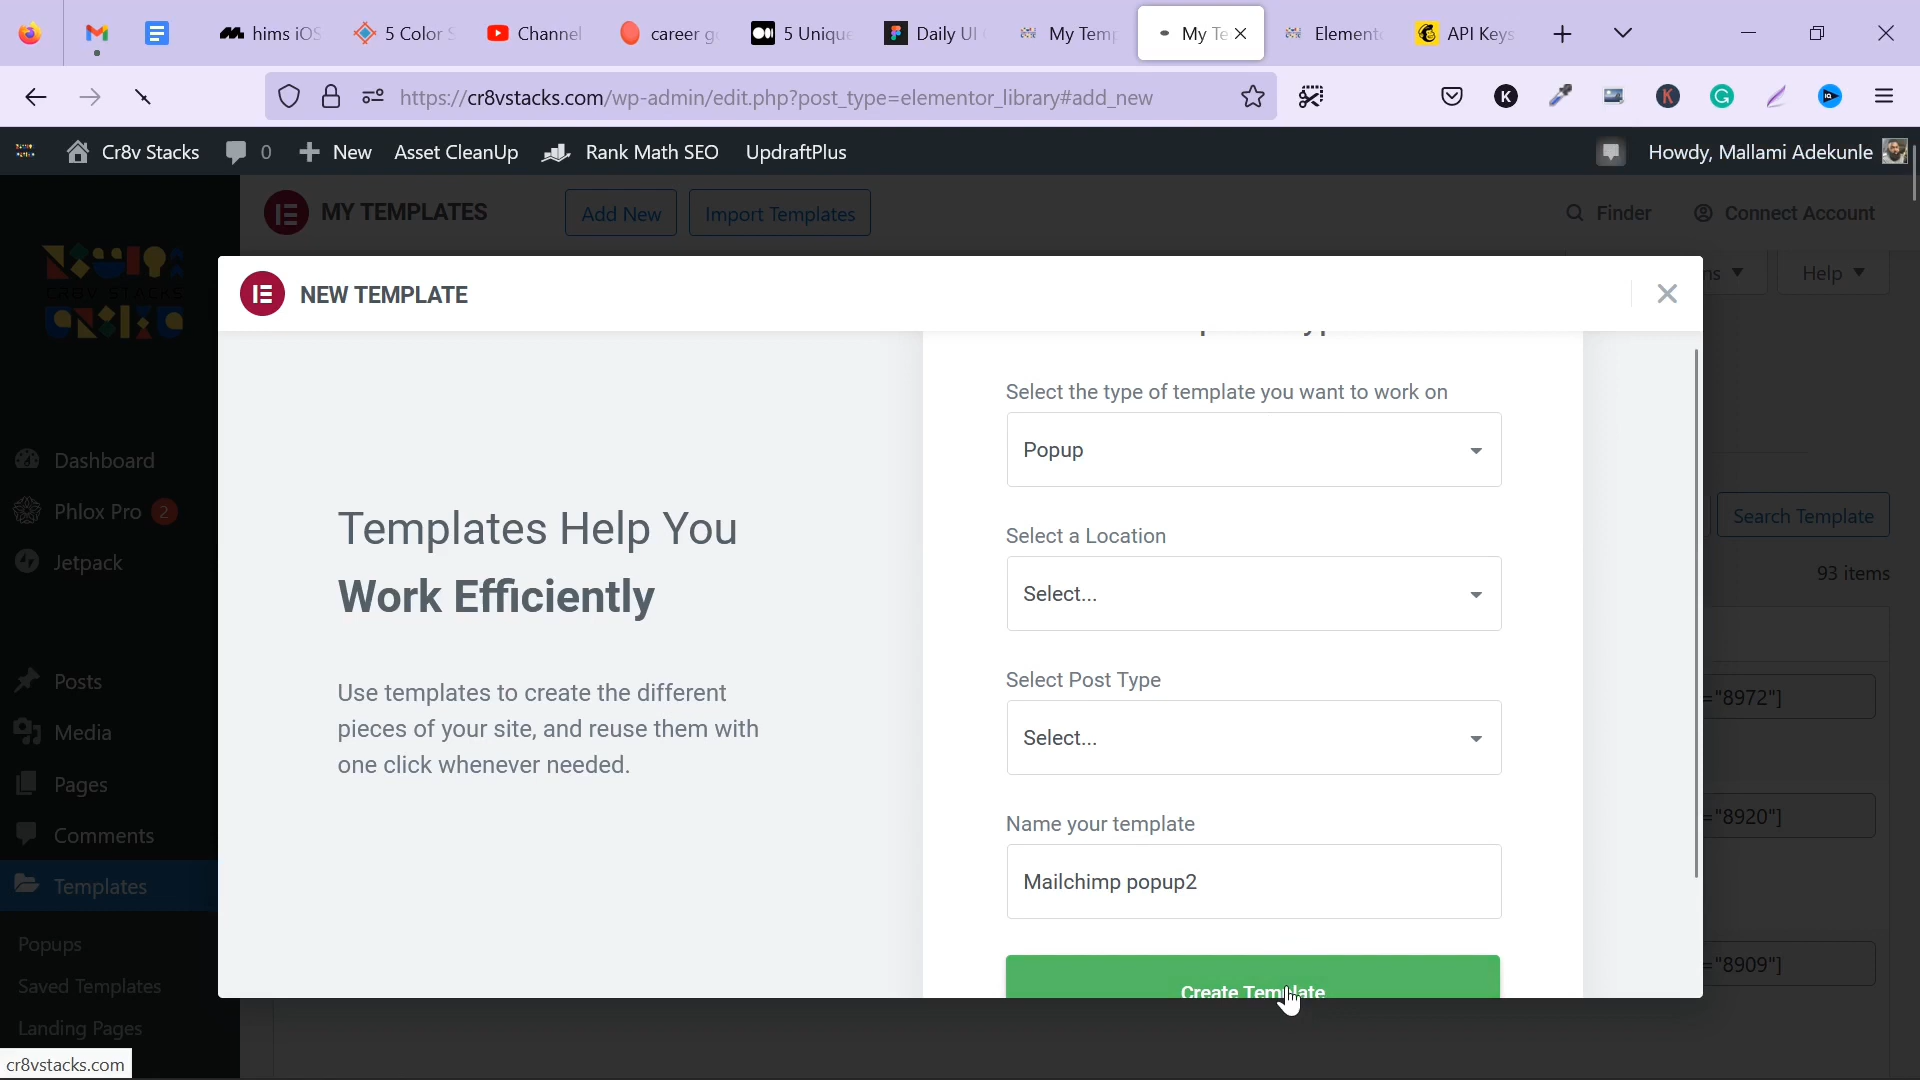 hims iOS
5 Color S
Channel
career g
5 Unique
Daily UI
My Temp
My Te
Element
API Keys
https://cr8vstacks.com/wp-admin/edit.php?post_type=elementor_library#add_new
Cr8v Stacks
0
New
Asset CleanUp
Rank Math SEO
UpdraftPlus
Howdy, Mallami Adekunle
MY TEMPLATES
Add New
Import Templates
Finder
Connect Account
Help
NEW TEMPLATE
CR8V STACKS
Select the type of template you want to work on
Popup
Select a Location
Select...
Select Post Type
Select...
Name your template
Mailchimp popup2
Create Template
Templates Help You
Work Efficiently
Use templates to create the different
pieces of your site, and reuse them with
one click whenever needed.
Dashboard
Phlox Pro 2
Jetpack
Posts
Media
Pages
Comments
Templates
Popups
Saved Templates
Landing Pages
Search Template
93 items
="8972"]
="8920"]
="8909"]
cr8vstacks.com